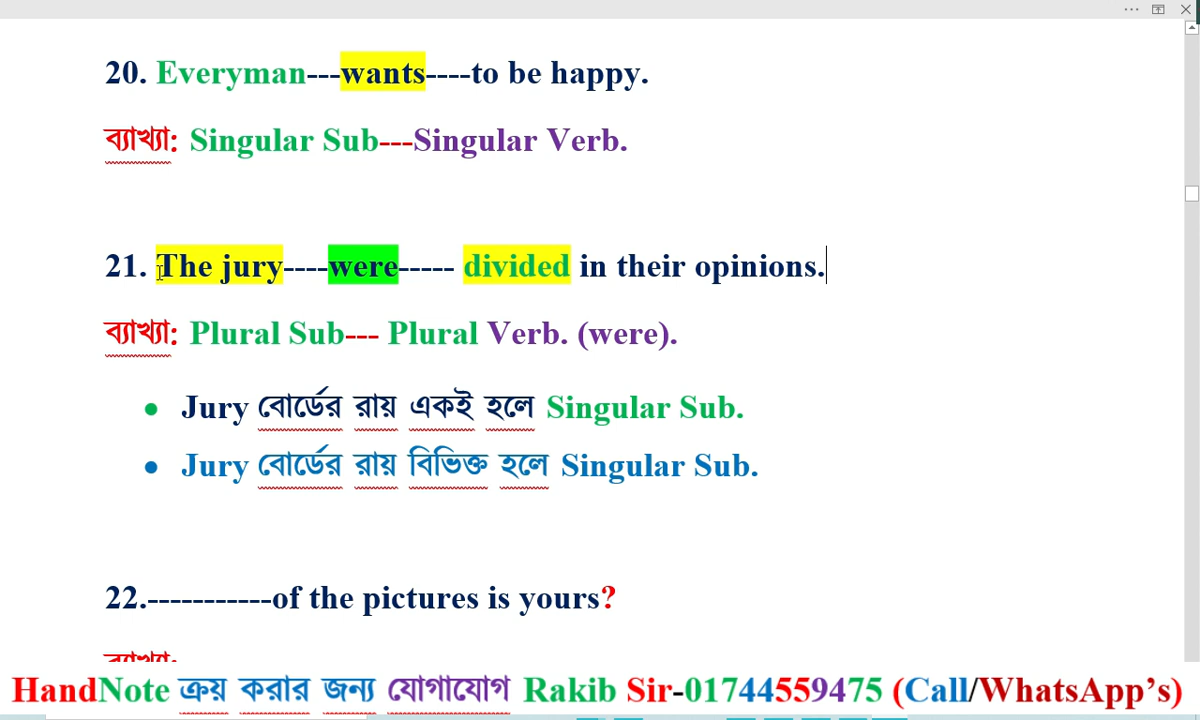 20. Everyman---wants----to be happy.
ব্যাখ্যা: Singular Sub---Singular Verb.
21. The jury----were----- divided in their opinions.
ব্যাখ্যা: Plural Sub--- Plural Verb. (were).
• Jury বোর্ডের রায় একই হলে Singular Sub.
• Jury বোর্ডের রায় বিভিক্ত হলে Singular Sub.
22.-----------of the pictures is yours?
ব্যাখ্যা:
HandNote ক্রয় করার জন্য যোগাযোগ Rakib Sir-01744559475 (Call/WhatsApp’s)